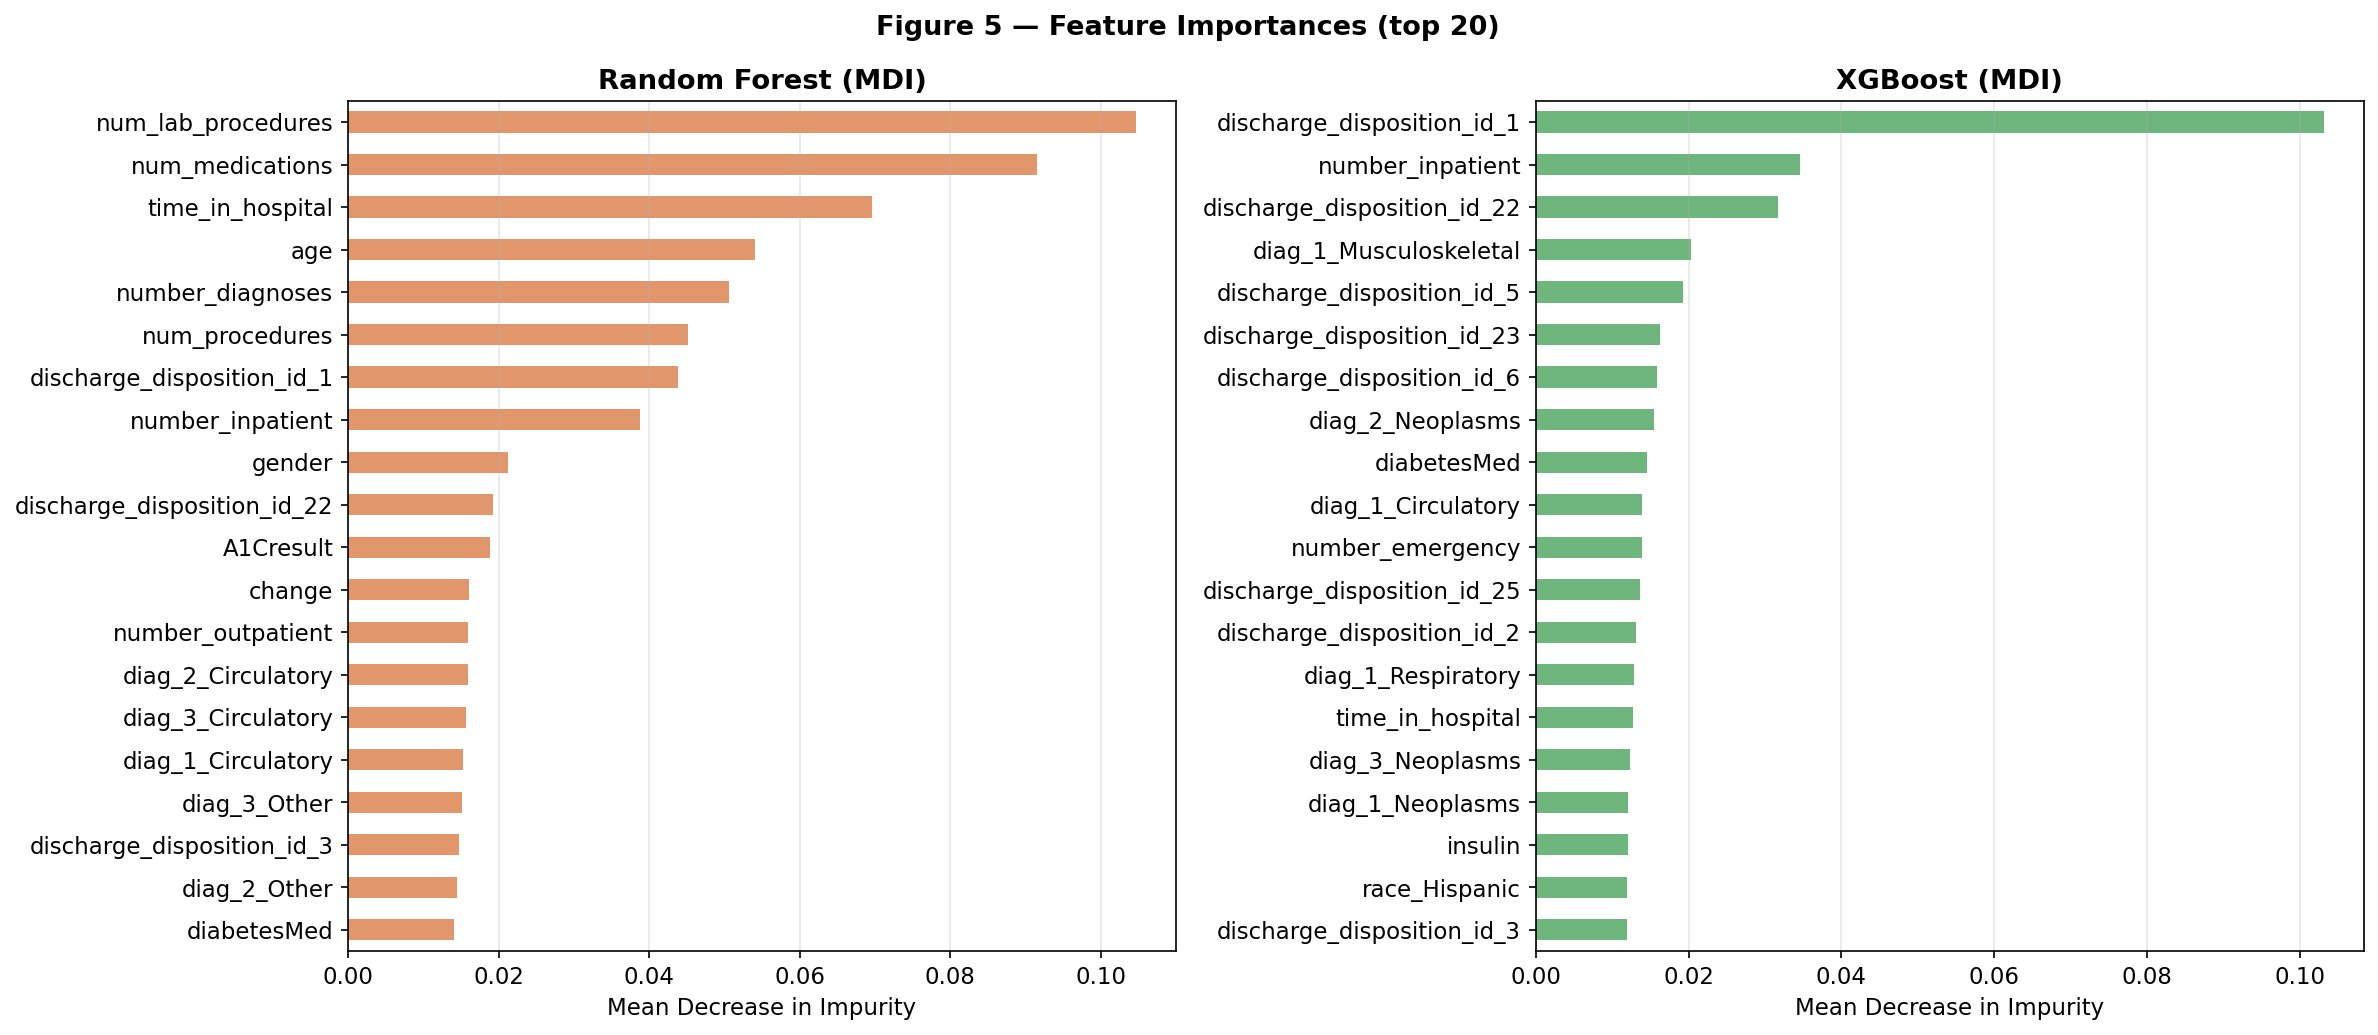 Figure 5 — Feature Importances (top 20)
Random Forest (MDI)
num_lab_procedures
num_medications
time_in_hospital
age
number_diagnoses
num_procedures
discharge_disposition_id_1
number_inpatient
gender
discharge_disposition_id_22
A1Cresult
change
number_outpatient
diag_2_Circulatory
diag_3_Circulatory
diag_1_Circulatory
diag_3_Other
discharge_disposition_id_3
diag_2_Other
diabetesMed
0.00 0.02 0.04 0.06 0.08 0.10
Mean Decrease in Impurity
XGBoost (MDI)
discharge_disposition_id_1
number_inpatient
discharge_disposition_id_22
diag_1_Musculoskeletal
discharge_disposition_id_5
discharge_disposition_id_23
discharge_disposition_id_6
diag_2_Neoplasms
diabetesMed
diag_1_Circulatory
number_emergency
discharge_disposition_id_25
discharge_disposition_id_2
diag_1_Respiratory
time_in_hospital
diag_3_Neoplasms
diag_1_Neoplasms
insulin
race_Hispanic
discharge_disposition_id_3
0.00 0.02 0.04 0.06 0.08 0.10
Mean Decrease in Impurity